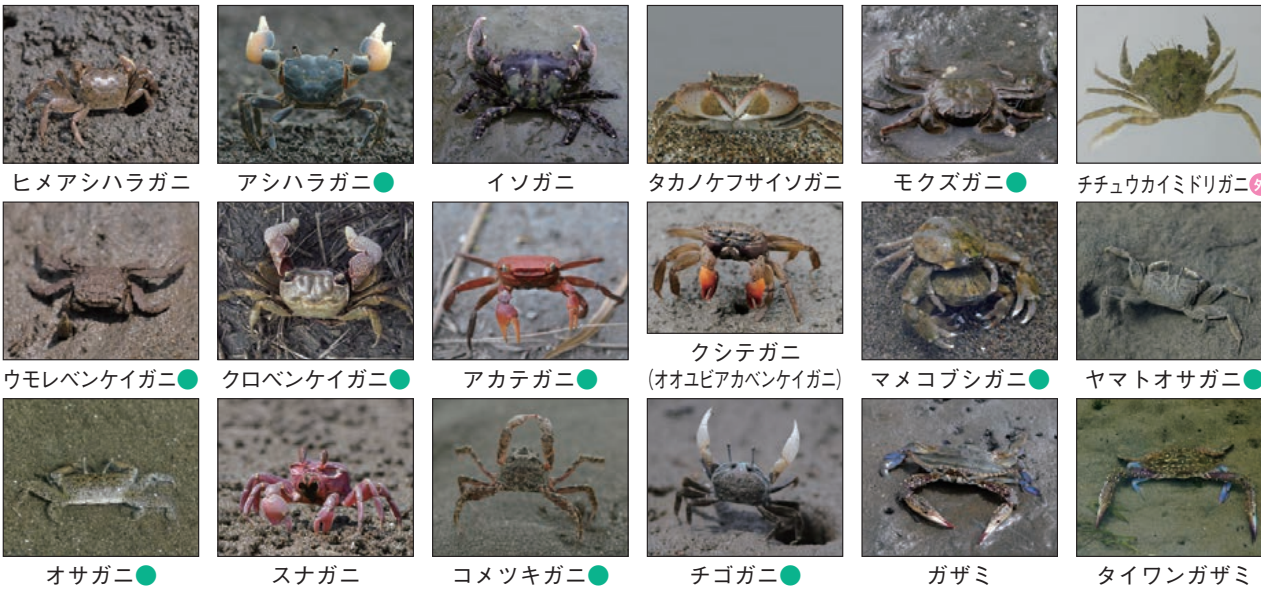 ヒメアシハラガニ
アシハラガニ
イソガニ
タカノケフサイソガニ
モクズガニ
チチュウカイミドリガニ
ウモレベンケイガニ
クロベンケイガニ
アカテガニ
クシテガニ
(オオユビアカベンケイガニ)
マメコブシガニ
ヤマトオサガニ
オサガニ
スナガニ
コメツキガニ
チゴガニ
ガザミ
タイワンガザミ